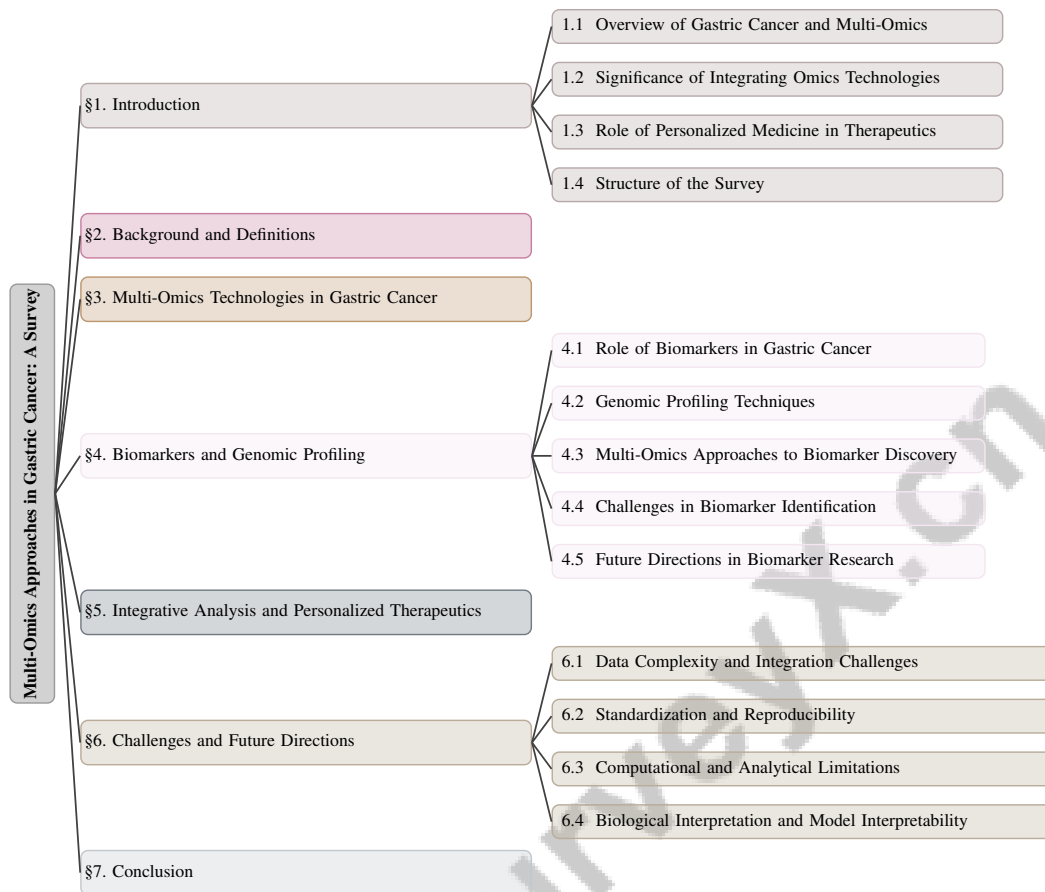 Multi-Omics Approaches in Gastric Cancer: A Survey
§1. Introduction
1.1 Overview of Gastric Cancer and Multi-Omics
1.2 Significance of Integrating Omics Technologies
1.3 Role of Personalized Medicine in Therapeutics
1.4 Structure of the Survey
§2. Background and Definitions
§3. Multi-Omics Technologies in Gastric Cancer
§4. Biomarkers and Genomic Profiling
4.1 Role of Biomarkers in Gastric Cancer
4.2 Genomic Profiling Techniques
4.3 Multi-Omics Approaches to Biomarker Discovery
4.4 Challenges in Biomarker Identification
4.5 Future Directions in Biomarker Research
§5. Integrative Analysis and Personalized Therapeutics
§6. Challenges and Future Directions
6.1 Data Complexity and Integration Challenges
6.2 Standardization and Reproducibility
6.3 Computational and Analytical Limitations
6.4 Biological Interpretation and Model Interpretability
§7. Conclusion
urveyx.cn